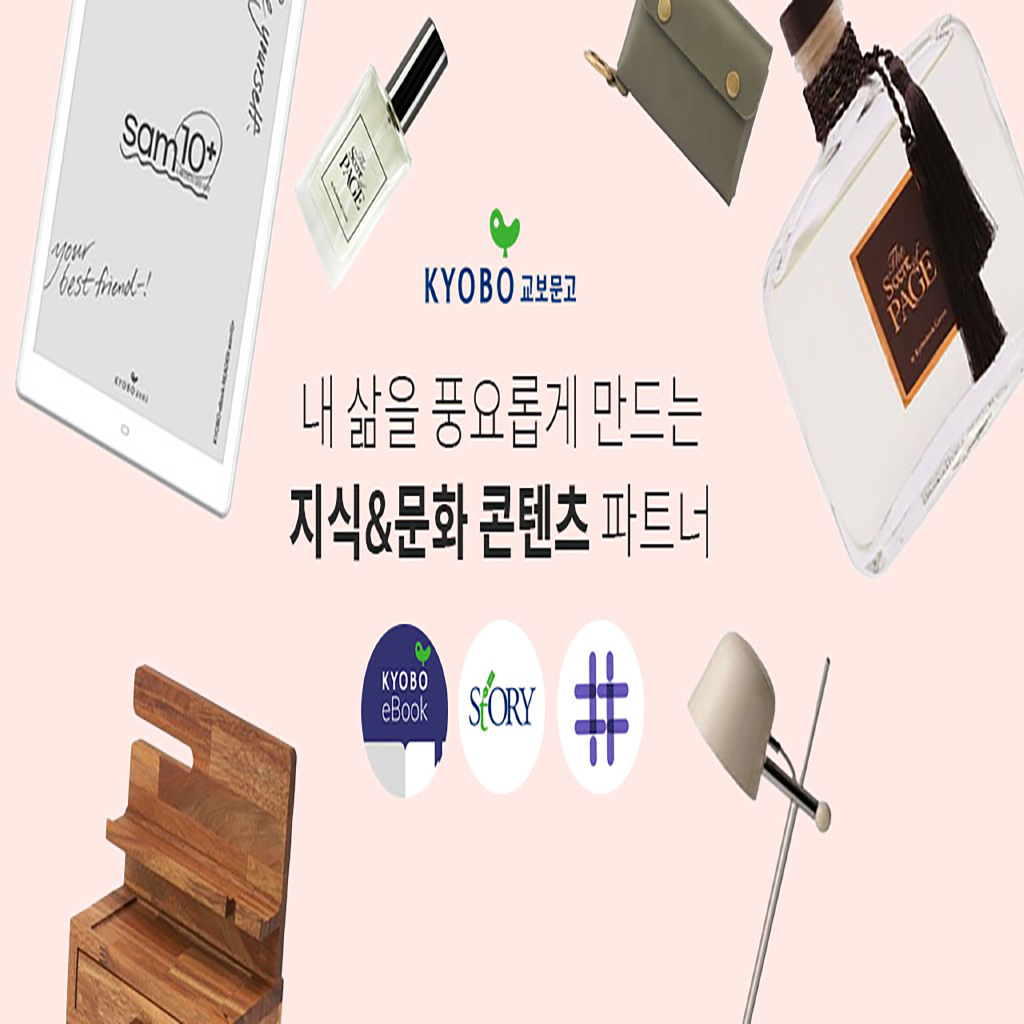 be yourself.
sam10+
your
best friend-!
KYOBO
The
Scent of
PAGE
The
Scent of
PAGE
KYOBO 교보문고
내 삶을 풍요롭게 만드는
지식&문화 콘텐츠 파트너
KYOBO
eBook
StORY